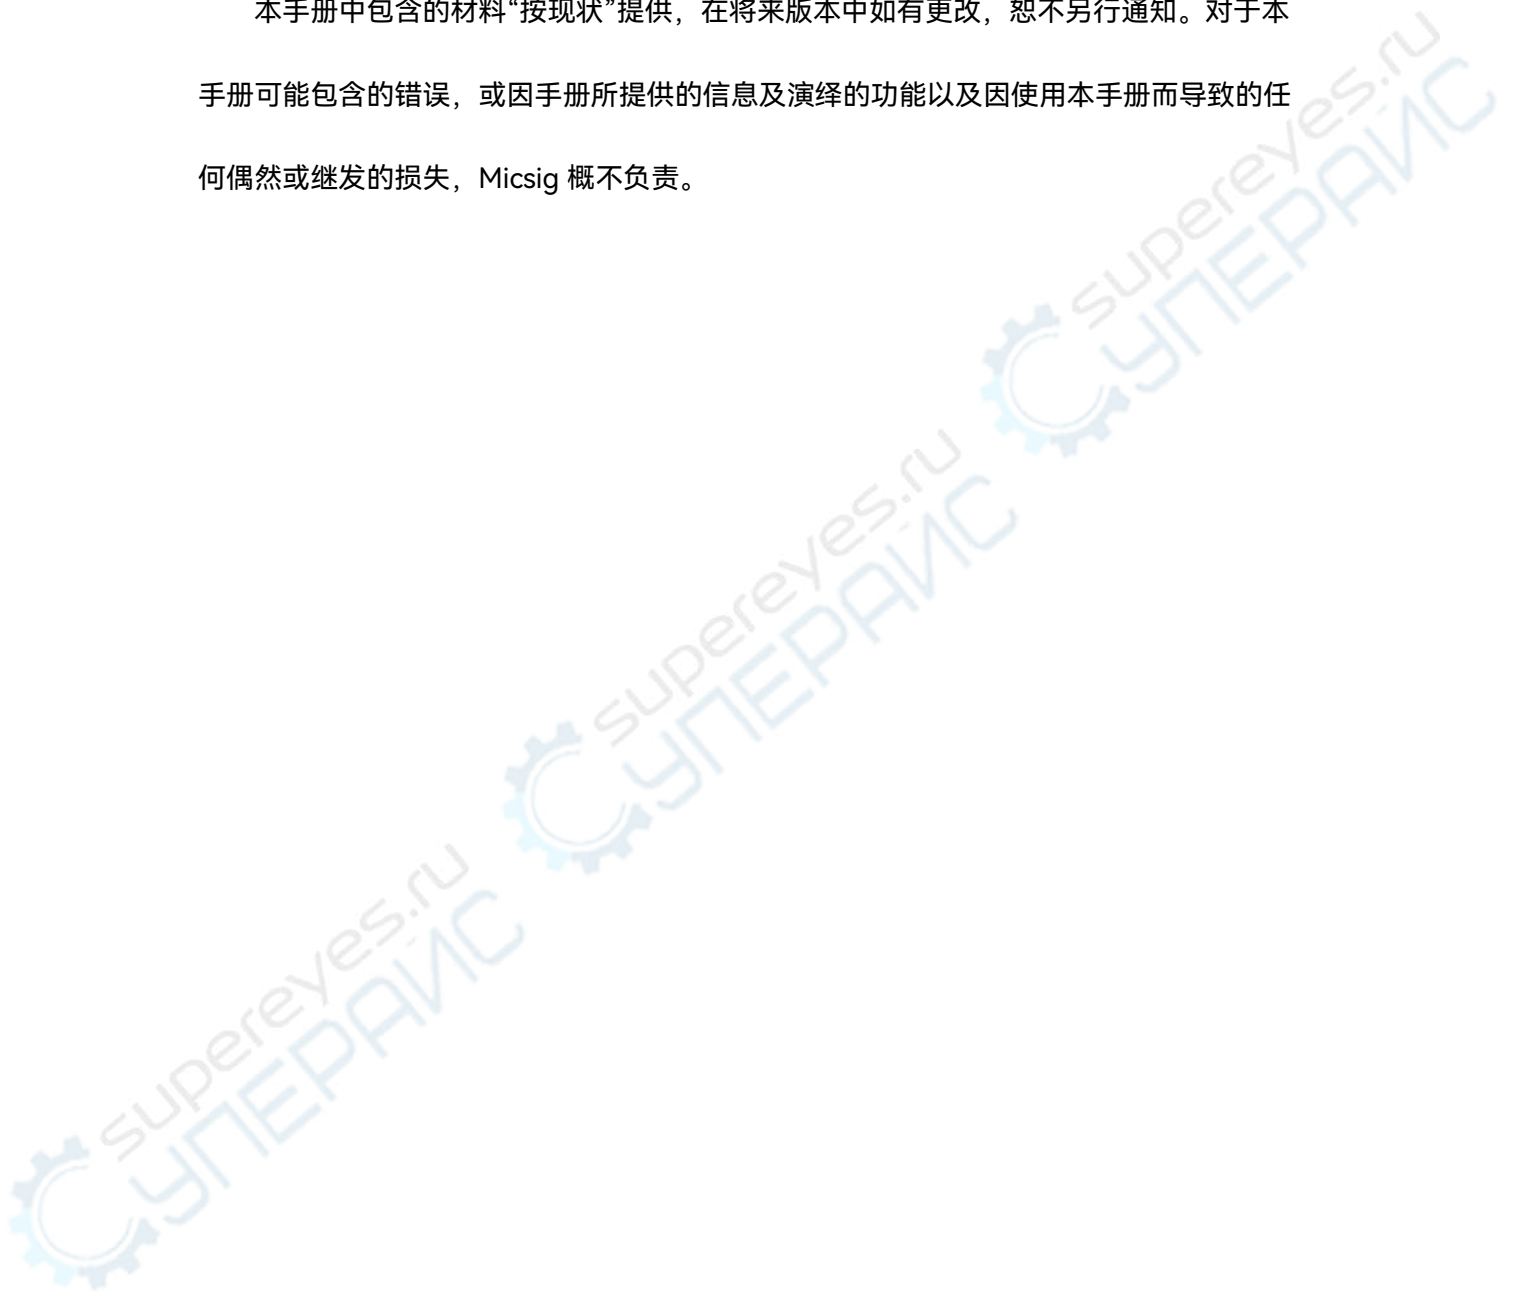 本手册中包含的材料“按现状”提供，在将来版本中如有更改，恕不另行通知。对于本
手册可能包含的错误，或因手册所提供的信息及演绎的功能以及因使用本手册而导致的任
何偶然或继发的损失，Micsig 概不负责。
supereyes.ru
СУПЕРАЙС
supereyes.ru
СУПЕРАЙС
supereyes.ru
СУПЕРАЙС